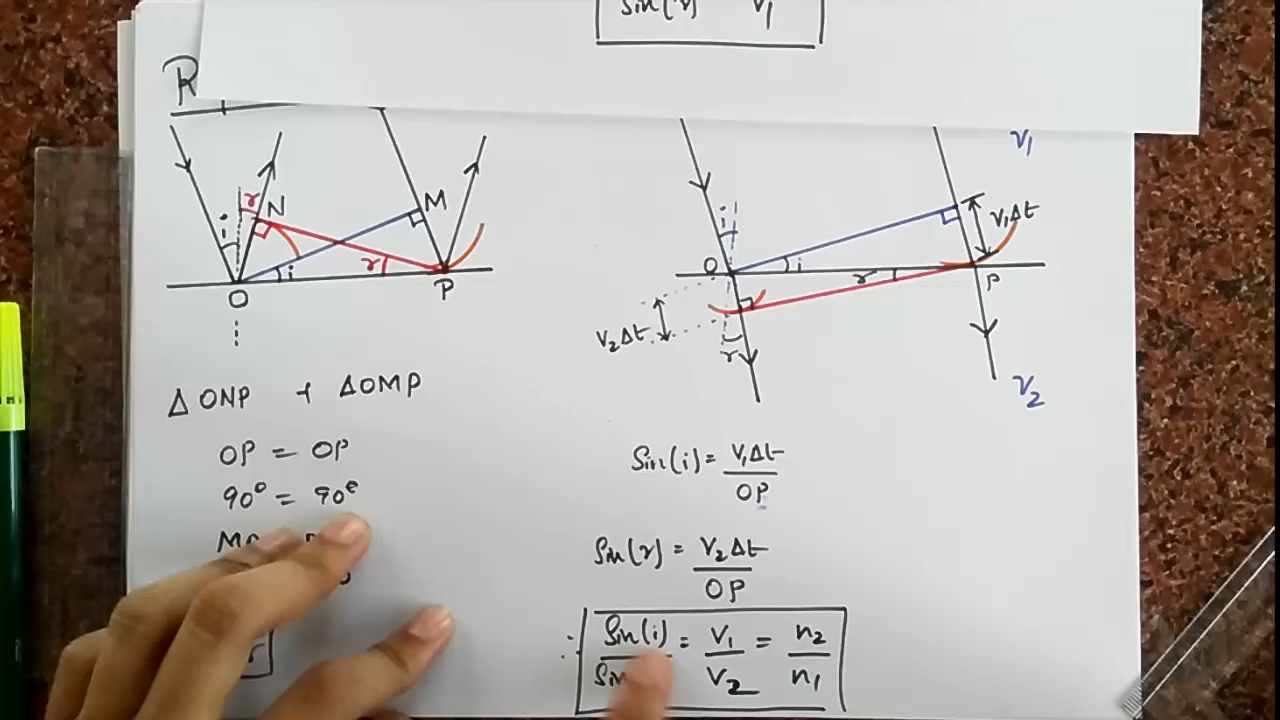 Sin(r) v₁
R
v₁
r N M
i
i r
O P
V₁Δt
i
O i r P
V₂Δt
r
v₂
Δ ONP + ΔOMP
OP = OP
90° = 90°
Sin(i) = V₁Δt / OP
Sin(r) = V₂Δt / OP
∴ Sin(i) / Sin = V₁ / V₂ = n₂ / n₁